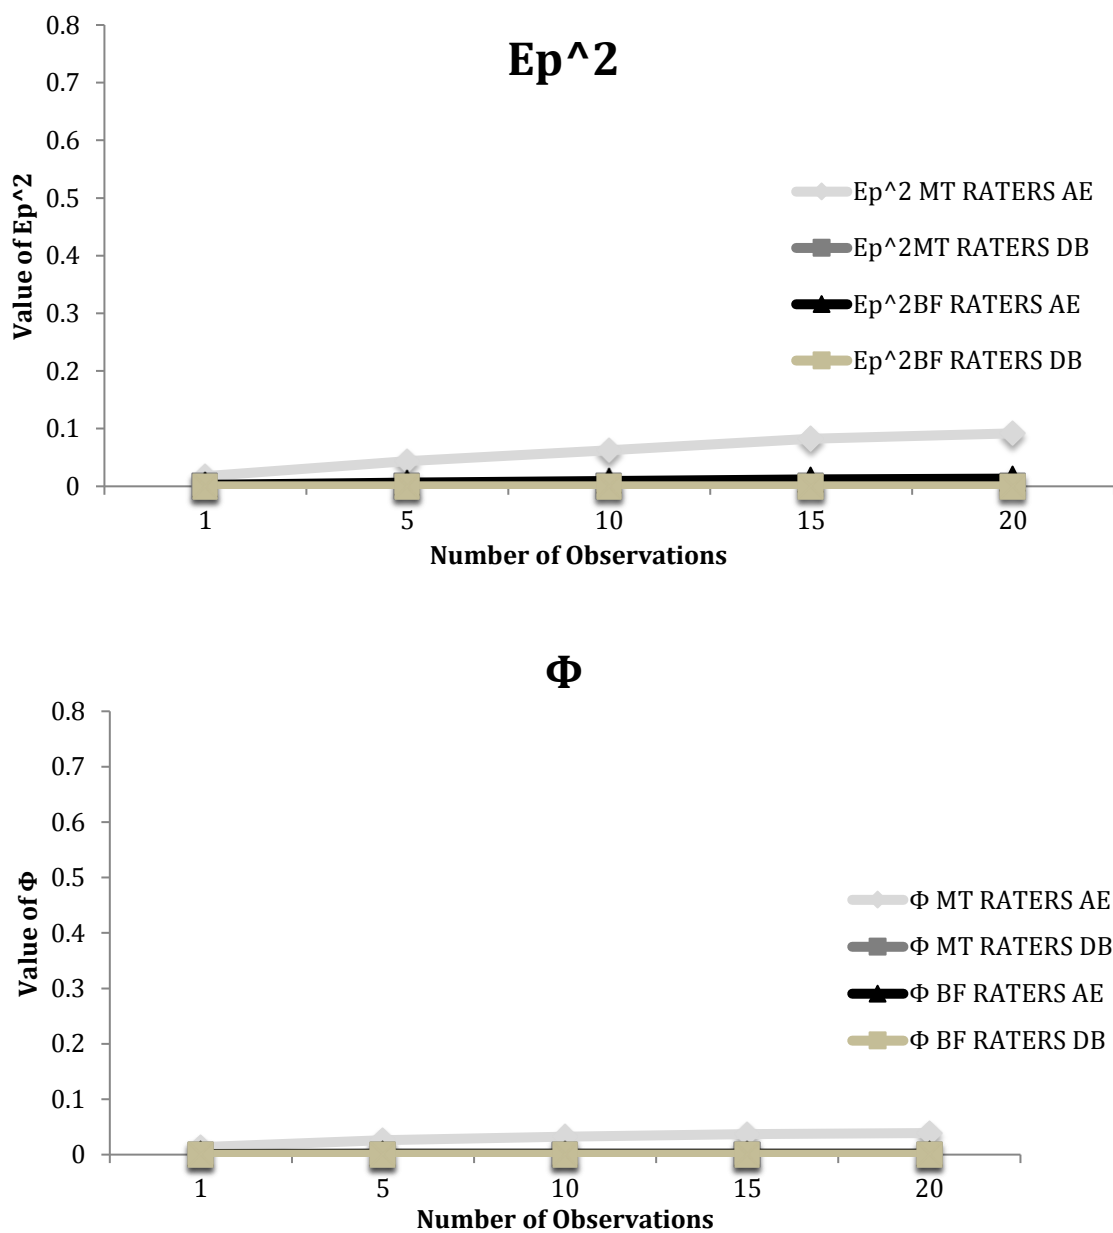 Ep^2
0.8
0.7
0.6
0.5
0.4
0.3
0.2
0.1
0
Value of Ep^2
Ep^2 MT RATERS AE
Ep^2MT RATERS DB
Ep^2BF RATERS AE
Ep^2BF RATERS DB
1 5 10 15 20
Number of Observations
Φ
0.8
0.7
0.6
0.5
0.4
0.3
0.2
0.1
0
Value of Φ
Φ MT RATERS AE
Φ MT RATERS DB
Φ BF RATERS AE
Φ BF RATERS DB
1 5 10 15 20
Number of Observations